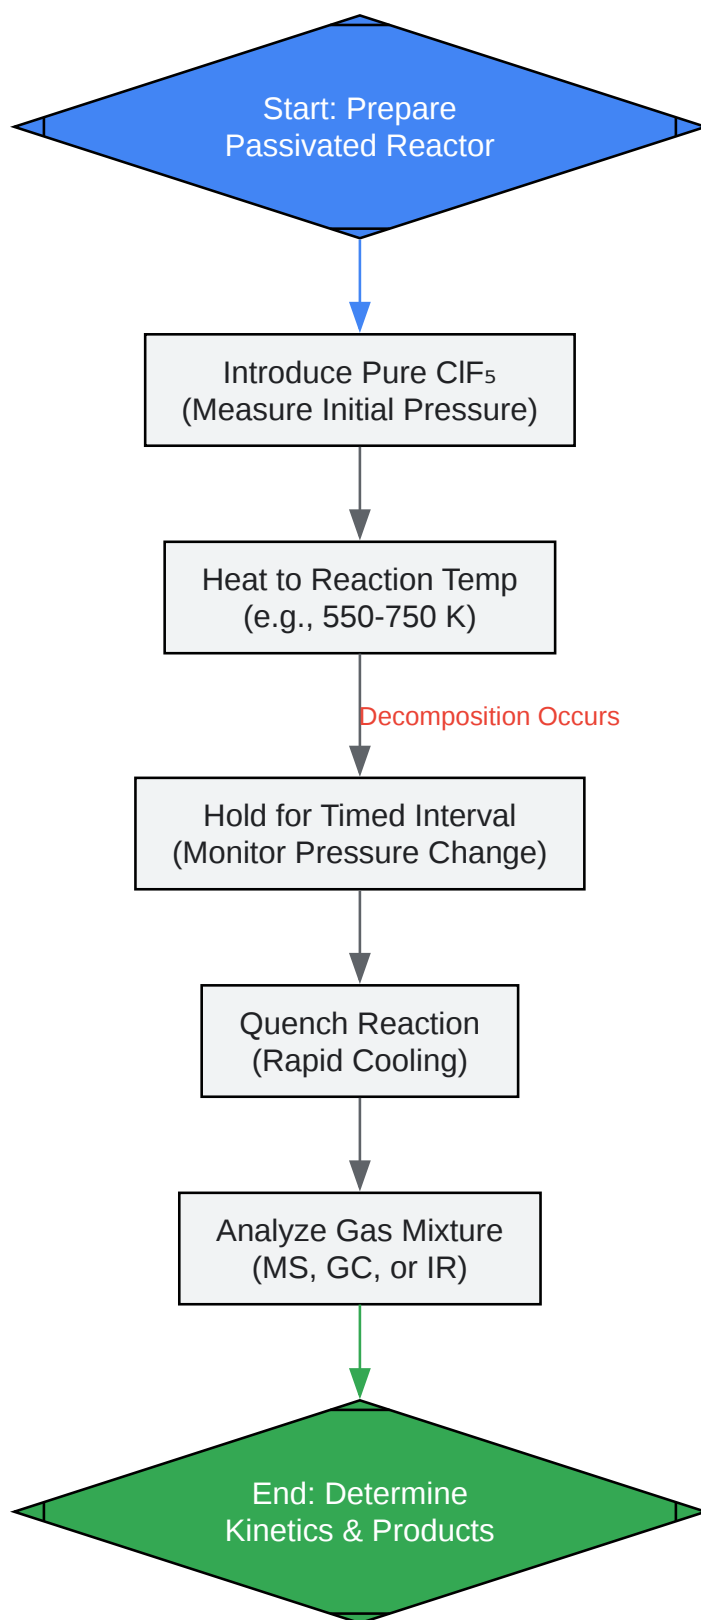 Start: Prepare
Passivated Reactor
Introduce Pure ClF₅
(Measure Initial Pressure)
Heat to Reaction Temp
(e.g., 550-750 K)
Decomposition Occurs
Hold for Timed Interval
(Monitor Pressure Change)
Quench Reaction
(Rapid Cooling)
Analyze Gas Mixture
(MS, GC, or IR)
End: Determine
Kinetics & Products